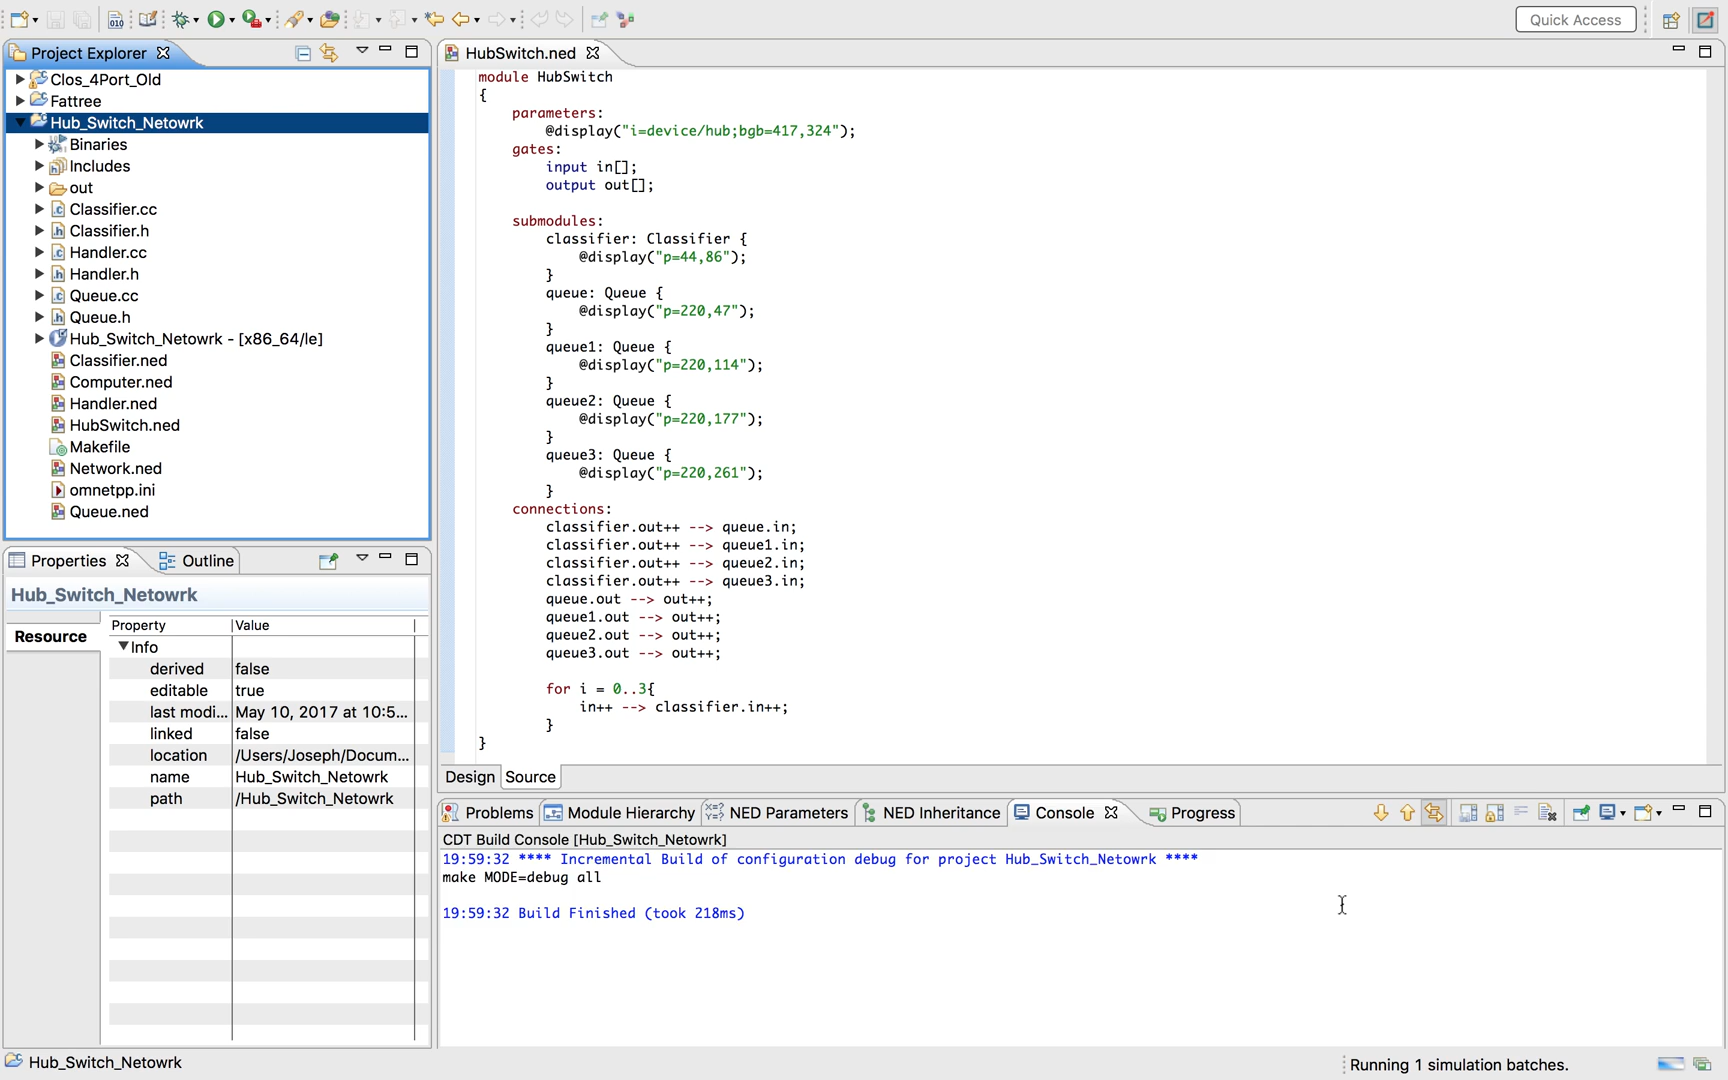 Quick Access
Project Explorer
Clos_4Port_Old
Fattree
Hub_Switch_Netowrk
Binaries
Includes
out
Classifier.cc
Classifier.h
Handler.cc
Handler.h
Queue.cc
Queue.h
Hub_Switch_Netowrk - [x86_64/le]
Classifier.ned
Computer.ned
Handler.ned
HubSwitch.ned
Makefile
Network.ned
omnetpp.ini
Queue.ned
Properties
Outline
Hub_Switch_Netowrk
Resource
Property Value
Info
derived false
editable true
last modi... May 10, 2017 at 10:5...
linked false
location /Users/Joseph/Docum...
name Hub_Switch_Netowrk
path /Hub_Switch_Netowrk
HubSwitch.ned
module HubSwitch
{
parameters:
@display("i=device/hub;bgb=417,324");
gates:
input in[];
output out[];
submodules:
classifier: Classifier {
@display("p=44,86");
}
queue: Queue {
@display("p=220,47");
}
queue1: Queue {
@display("p=220,114");
}
queue2: Queue {
@display("p=220,177");
}
queue3: Queue {
@display("p=220,261");
}
connections:
classifier.out++ --> queue.in;
classifier.out++ --> queue1.in;
classifier.out++ --> queue2.in;
classifier.out++ --> queue3.in;
queue.out --> out++;
queue1.out --> out++;
queue2.out --> out++;
queue3.out --> out++;
for i = 0..3{
in++ --> classifier.in++;
}
}
Design Source
Problems Module Hierarchy NED Parameters NED Inheritance Console Progress
CDT Build Console [Hub_Switch_Netowrk]
19:59:32 **** Incremental Build of configuration debug for project Hub_Switch_Netowrk ****
make MODE=debug all
19:59:32 Build Finished (took 218ms)
Hub_Switch_Netowrk
Running 1 simulation batches.